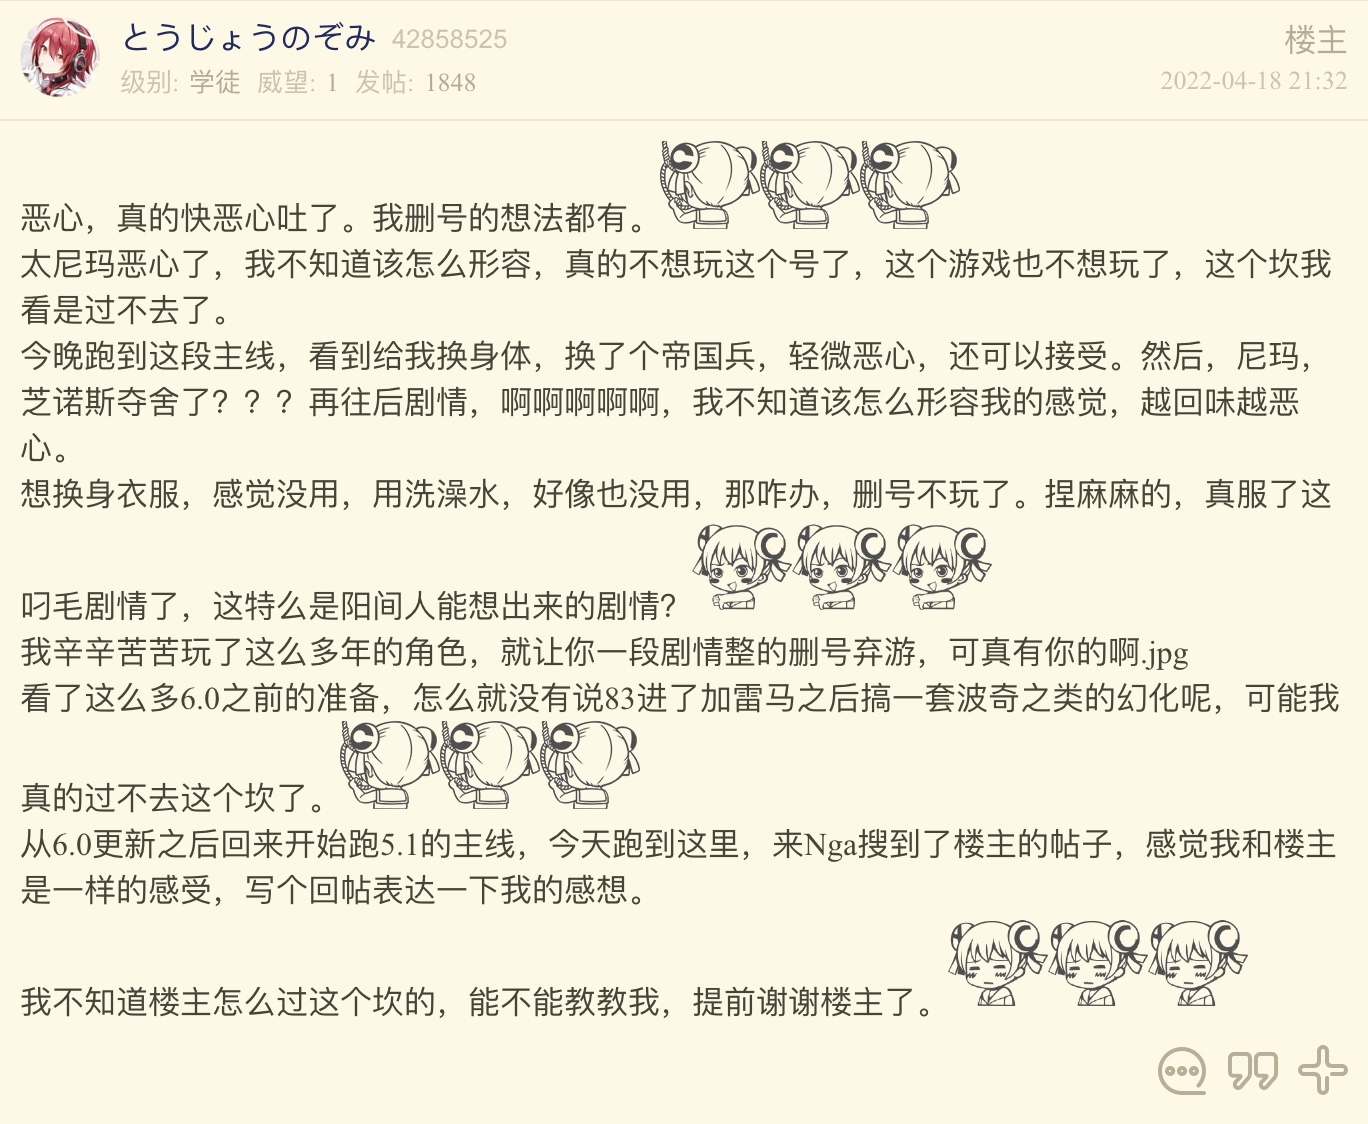 とうじょうのぞみ 42858525 楼主
级别: 学徒 威望: 1 发帖: 1848 2022-04-18 21:32
恶心，真的快恶心吐了。我删号的想法都有。
太尼玛恶心了，我不知道该怎么形容，真的不想玩这个号了，这个游戏也不想玩了，这个坎我
看是过不去了。
今晚跑到这段主线，看到给我换身体，换了个帝国兵，轻微恶心，还可以接受。然后，尼玛，
芝诺斯夺舍了？？？再往后剧情，啊啊啊啊啊，我不知道该怎么形容我的感觉，越回味越恶
心。
想换身衣服，感觉没用，用洗澡水，好像也没用，那咋办，删号不玩了。捏麻麻的，真服了这
叼毛剧情了，这特么是阳间人能想出来的剧情？
我辛辛苦苦玩了这么多年的角色，就让你一段剧情整的删号弃游，可真有你的啊.jpg
看了这么多6.0之前的准备，怎么就没有说83进了加雷马之后搞一套波奇之类的幻化呢，可能我
真的过不去这个坎了。
从6.0更新之后回来开始跑5.1的主线，今天跑到这里，来Nga搜到了楼主的帖子，感觉我和楼主
是一样的感受，写个回帖表达一下我的感想。
我不知道楼主怎么过这个坎的，能不能教教我，提前谢谢楼主了。